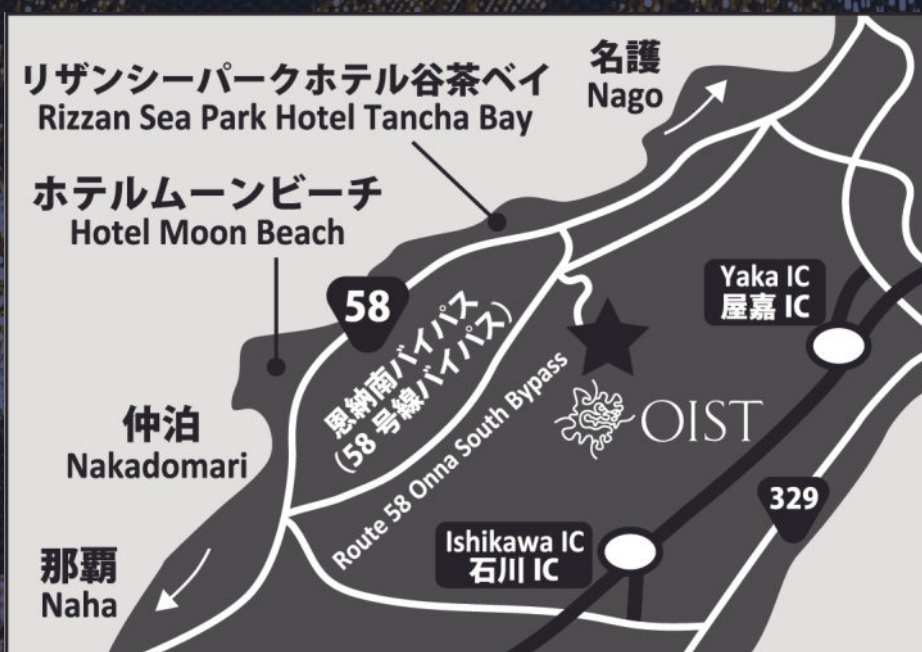 リザンシーパークホテル谷茶ベイ
Rizzan Sea Park Hotel Tancha Bay
名護
Nago
ホテルムーンビーチ
Hotel Moon Beach
58
恩納南バイパス
(58 号線バイパス)
Route 58 Onna South Bypass
Yaka IC
屋嘉 IC
OIST
仲泊
Nakadomari
329
Ishikawa IC
石川 IC
那覇
Naha